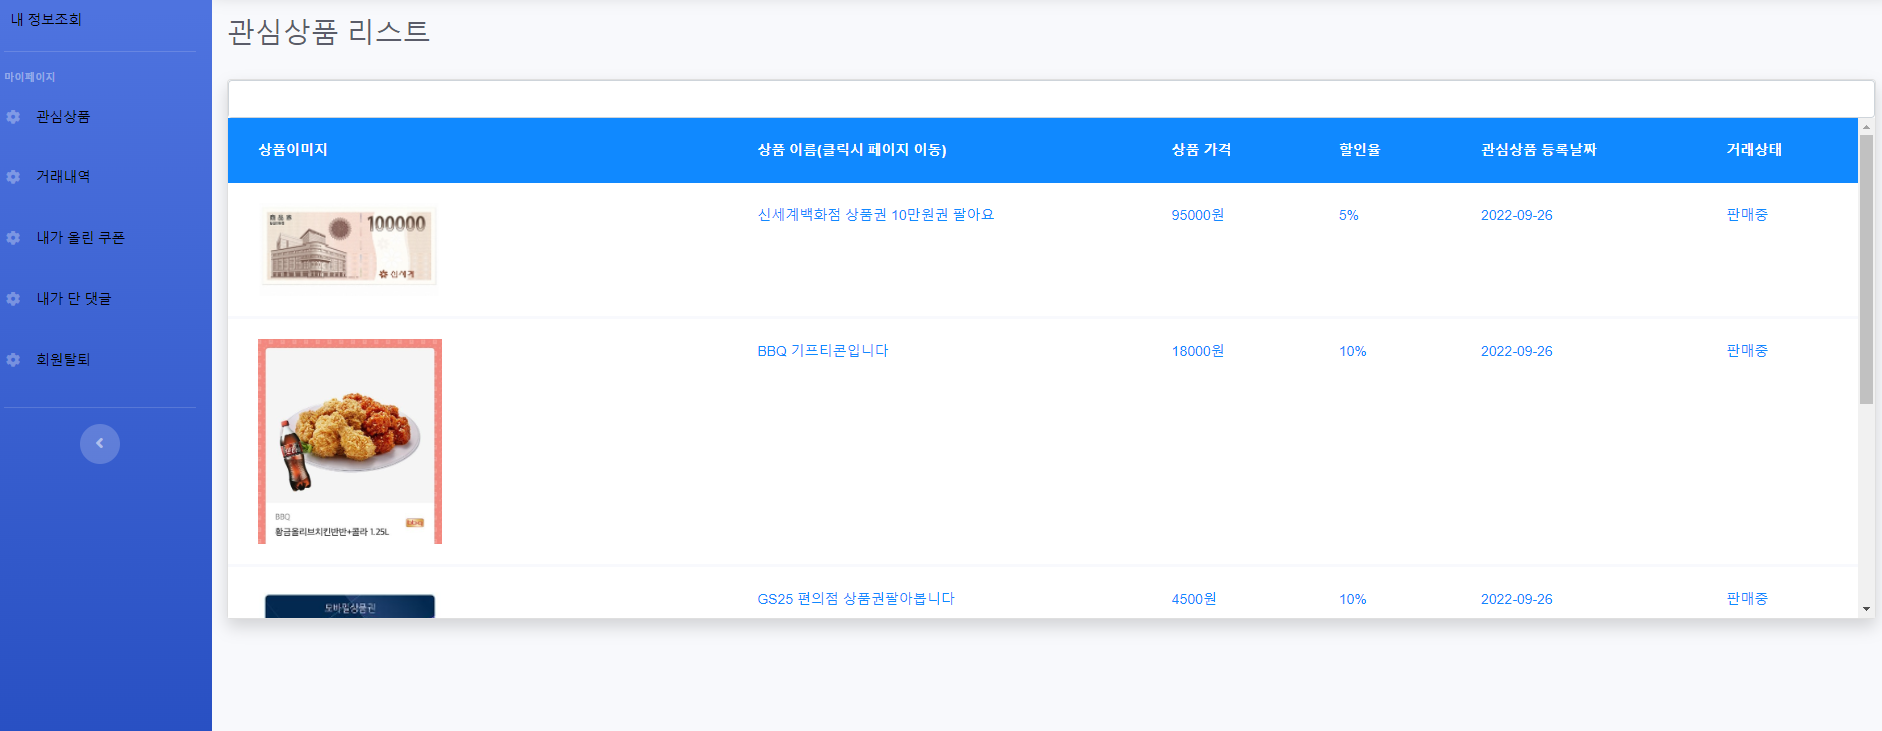 내 정보조회
마이페이지
관심상품
거래내역
내가 올린 쿠폰
내가 단 댓글
회원탈퇴
관심상품 리스트
상품이미지 상품 이름(클릭시 페이지 이동) 상품 가격 할인율 관심상품 등록날짜 거래상태
100000
신세계
신세계백화점 상품권 10만원권 팔아요 95000원 5% 2022-09-26 판매중
BBQ 기프티콘입니다 18000원 10% 2022-09-26 판매중
BBQ
황금올리브치킨반반+콜라 1.25L
모바일상품권
GS25 편의점 상품권팔아봅니다 4500원 10% 2022-09-26 판매중